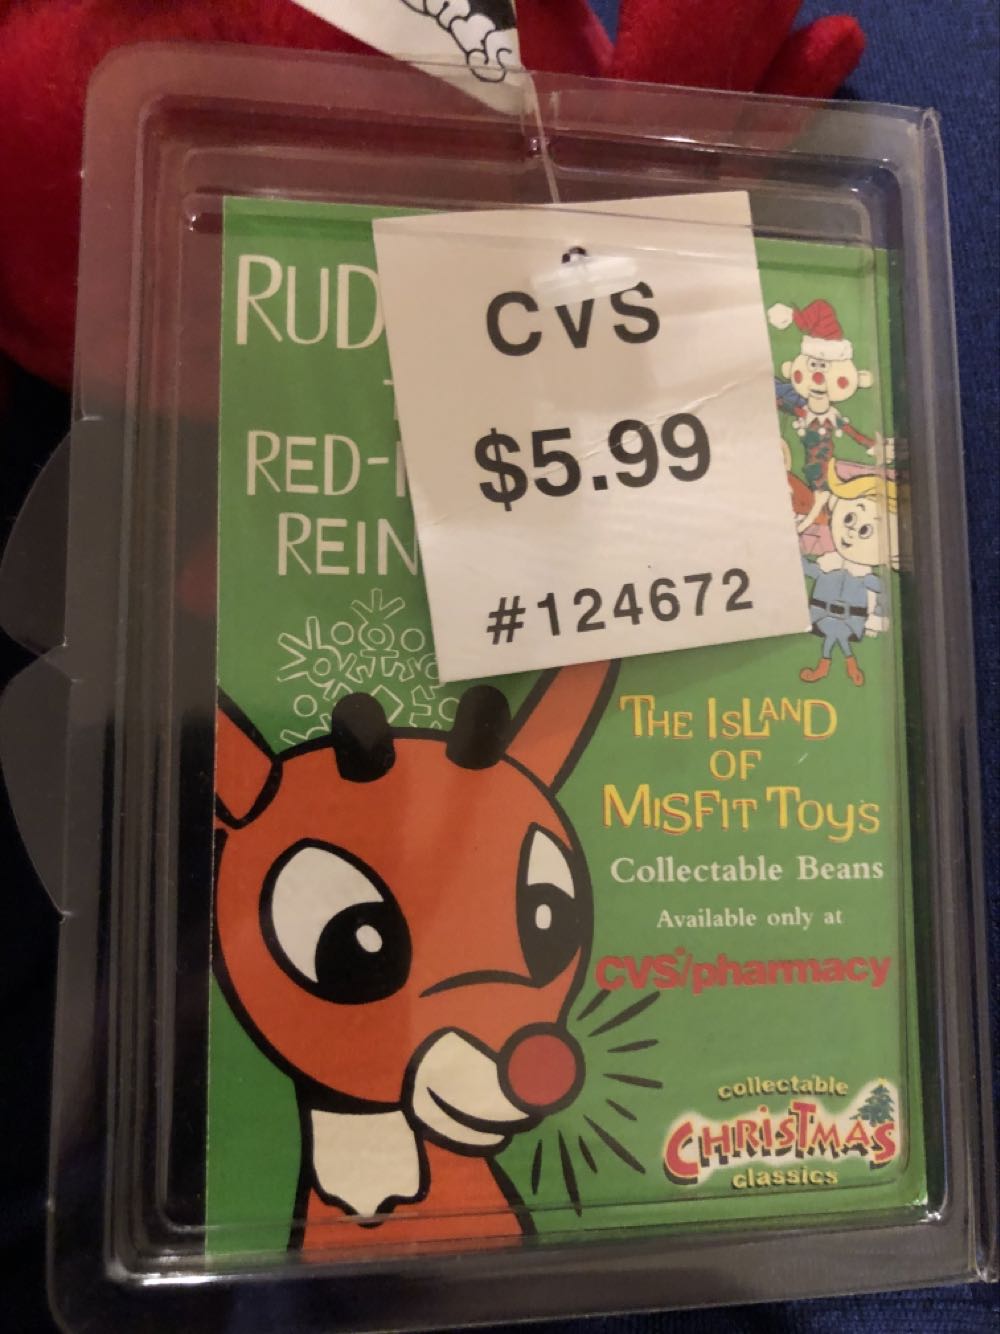 RUD
RED-
REIN
CVS
$5.99
#124672
THE ISLAND
OF
MISFIT TOYS
Collectable Beans
Available only at
CVS/pharmacy
collectable
CHRISTMAS
classics